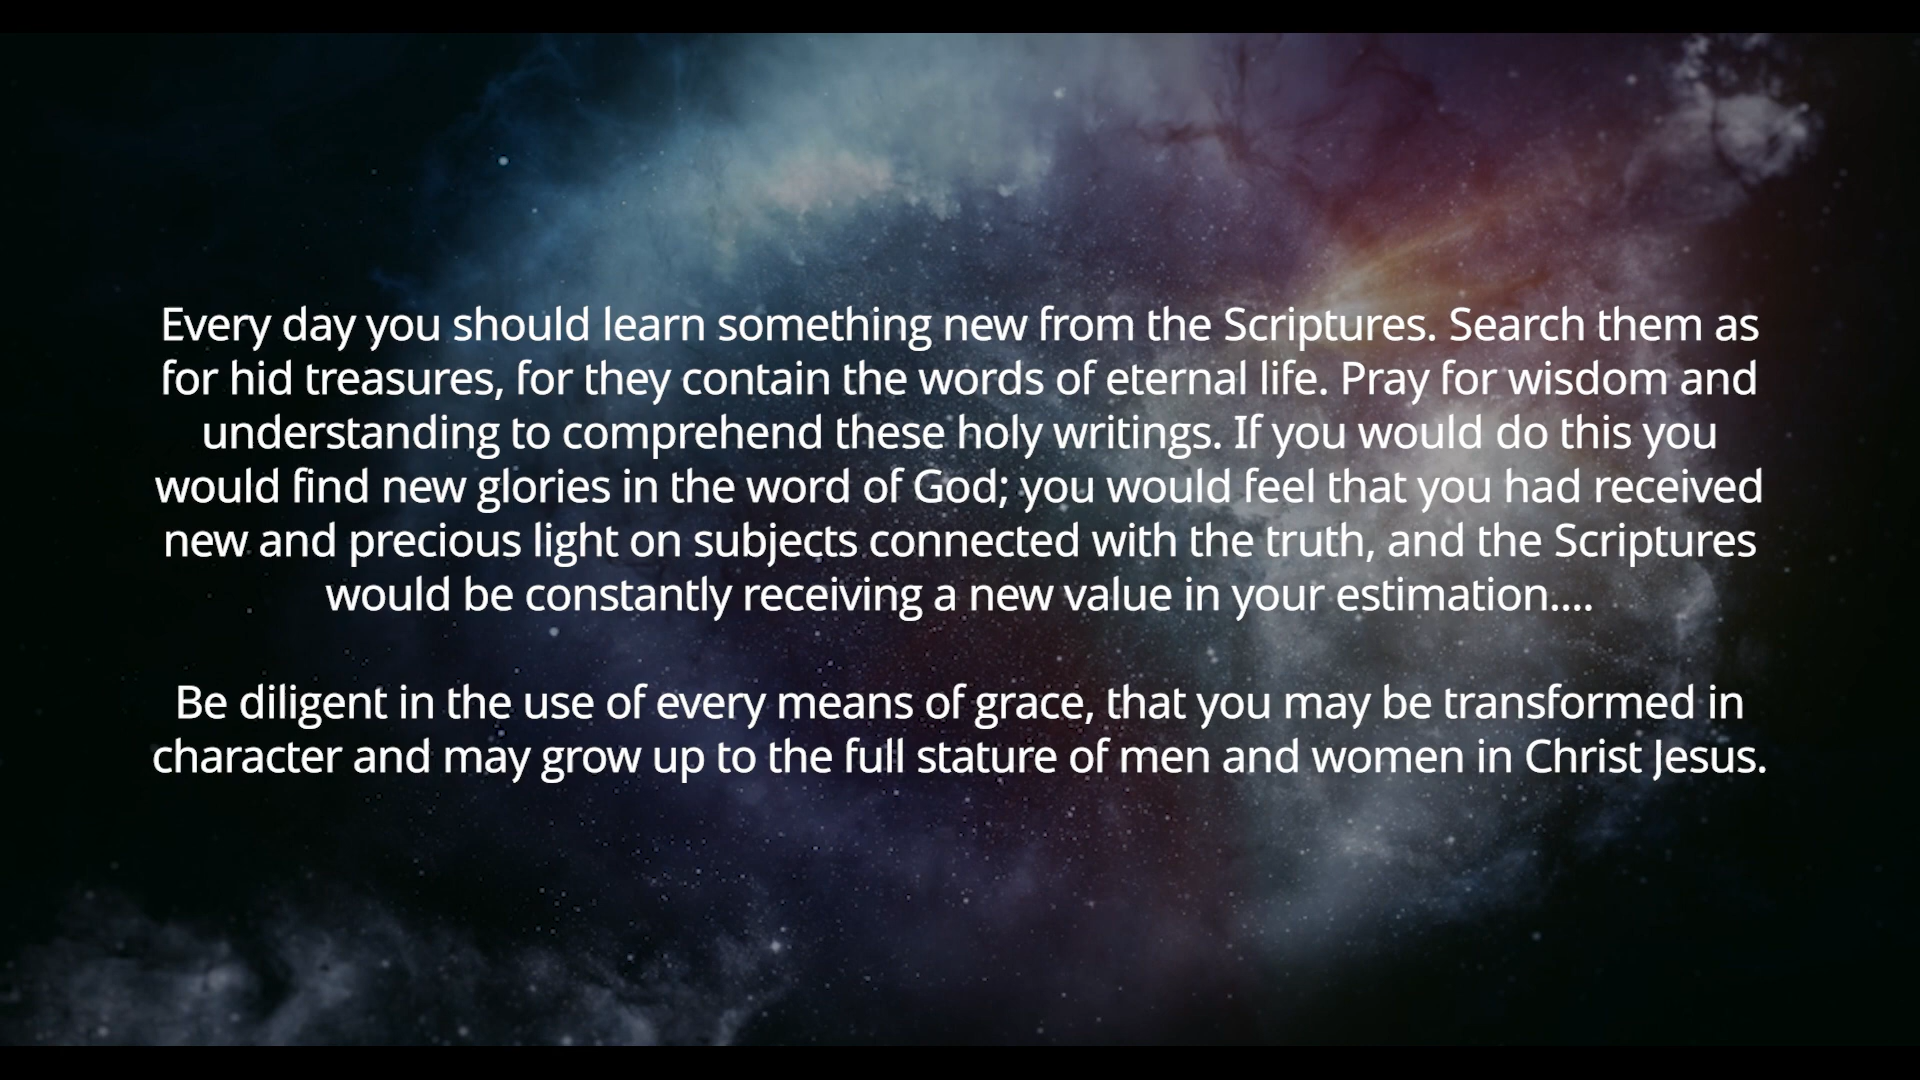 Every day you should learn something new from the Scriptures. Search them as
for hid treasures, for they contain the words of eternal life. Pray for wisdom and
understanding to comprehend these holy writings. If you would do this you
would find new glories in the word of God; you would feel that you had received
new and precious light on subjects connected with the truth, and the Scriptures
would be constantly receiving a new value in your estimation....
Be diligent in the use of every means of grace, that you may be transformed in
character and may grow up to the full stature of men and women in Christ Jesus.